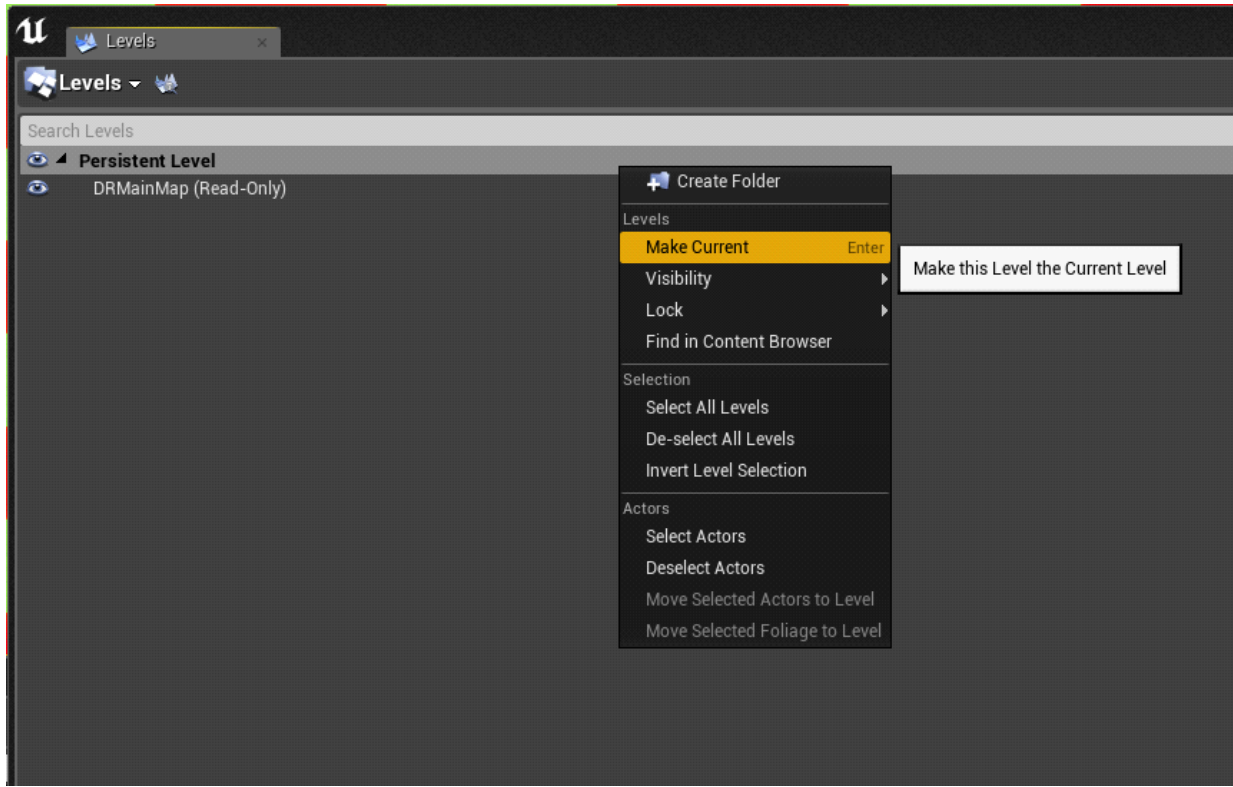 Levels
Levels
Search Levels
Persistent Level
DRMainMap (Read-Only)
Create Folder
Levels
Make Current Enter
Make this Level the Current Level
Visibility
Lock
Find in Content Browser
Selection
Select All Levels
De-select All Levels
Invert Level Selection
Actors
Select Actors
Deselect Actors
Move Selected Actors to Level
Move Selected Foliage to Level